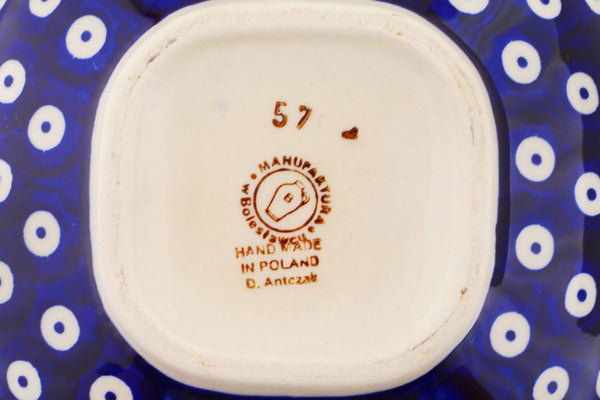 57
MANUFAKTURA
w Bolesławcu
HAND MADE
IN POLAND
D. Antczak